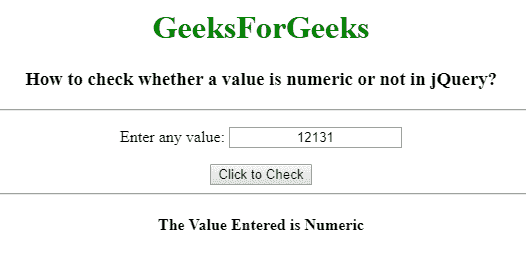 GeeksForGeeks
How to check whether a value is numeric or not in jQuery?
Enter any value: 12131
Click to Check
The Value Entered is Numeric